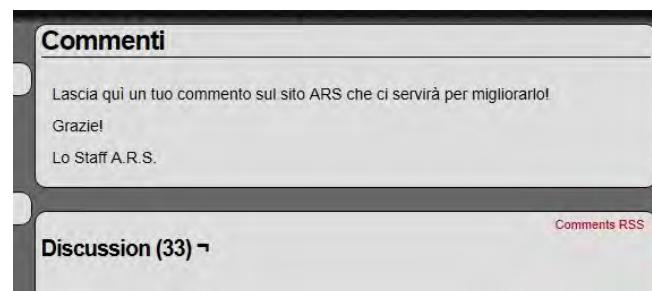 Commenti
Lascia quì un tuo commento sul sito ARS che ci servirà per migliorarlo!
Grazie!
Lo Staff A.R.S.
Comments RSS
Discussion (33) ¬